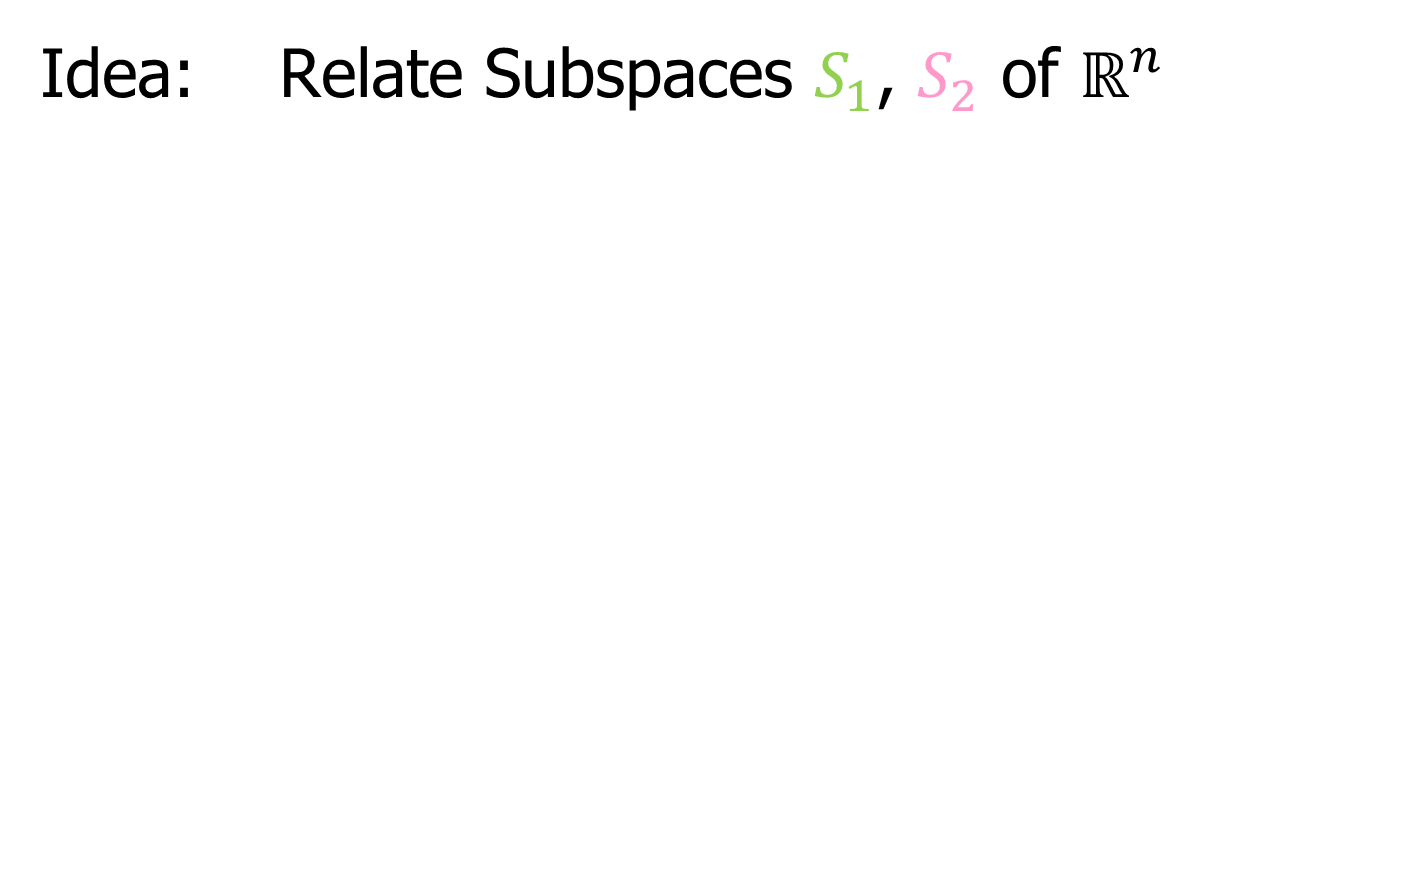 Idea: Relate Subspaces S₁, S₂ of ℝⁿ